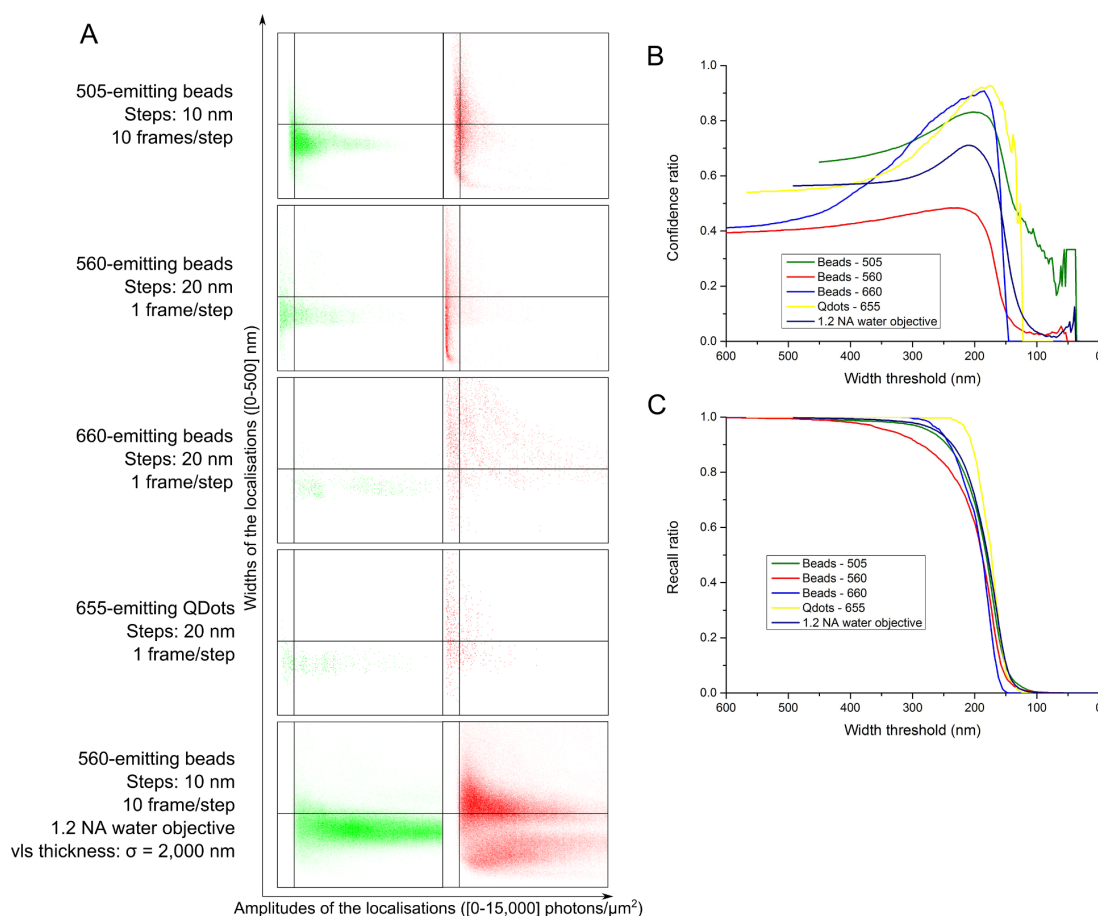 A
505-emitting beads
Steps: 10 nm
10 frames/step
560-emitting beads
Steps: 20 nm
1 frame/step
660-emitting beads
Steps: 20 nm
1 frame/step
655-emitting QDots
Steps: 20 nm
1 frame/step
560-emitting beads
Steps: 10 nm
10 frame/step
1.2 NA water objective
vls thickness: σ = 2,000 nm
Widths of the localisations ([0-500] nm)
Amplitudes of the localisations ([0-15,000] photons/µm²)
B
1.0
0.8
0.6
0.4
0.2
0.0
Confidence ratio
Beads - 505
Beads - 560
Beads - 660
Qdots - 655
1.2 NA water objective
600 500 400 300 200 100 0
Width threshold (nm)
C
1.0
0.8
0.6
0.4
0.2
0.0
Recall ratio
Beads - 505
Beads - 560
Beads - 660
Qdots - 655
1.2 NA water objective
600 500 400 300 200 100 0
Width threshold (nm)